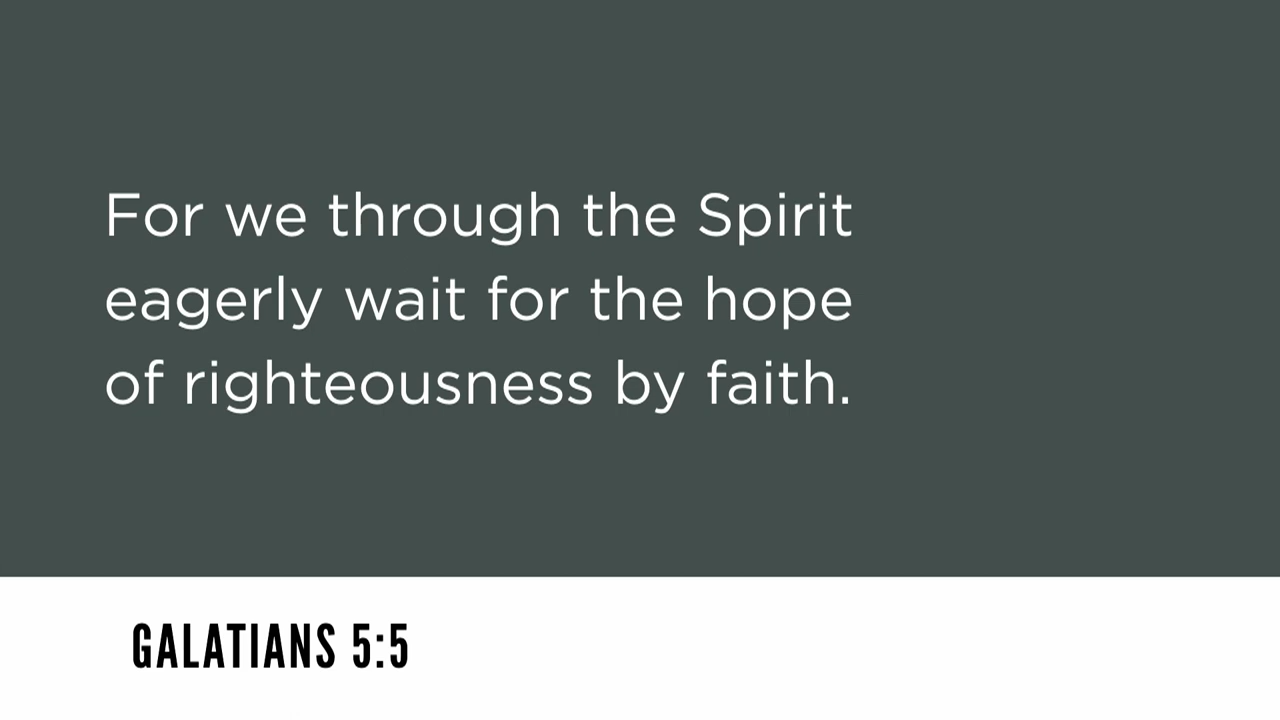 For we through the Spirit
eagerly wait for the hope
of righteousness by faith.
GALATIANS 5:5